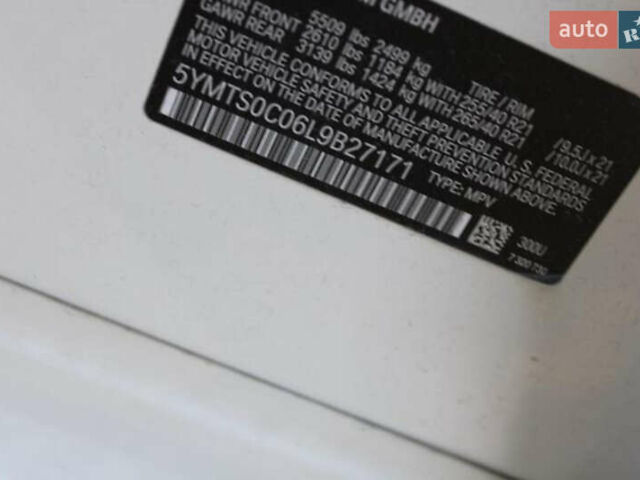 M GMBH
5509 lbs 2499 kg
GAWR FRONT 2610 lbs 1184 kg WITH 255/40 R21
GAWR REAR 3139 lbs 1424 kg WITH 265/40 R21
TIRE / RIM
/ 9.5J x 21
/ 10.0J x 21
THIS VEHICLE CONFORMS TO ALL APPLICABLE U.S. FEDERAL
MOTOR VEHICLE SAFETY AND THEFT PREVENTION STANDARDS
IN EFFECT ON THE DATE OF MANUFACTURE SHOWN ABOVE.
5YMTS0C06L9B27171
TYPE: MPV
300U
7300730
auto
R